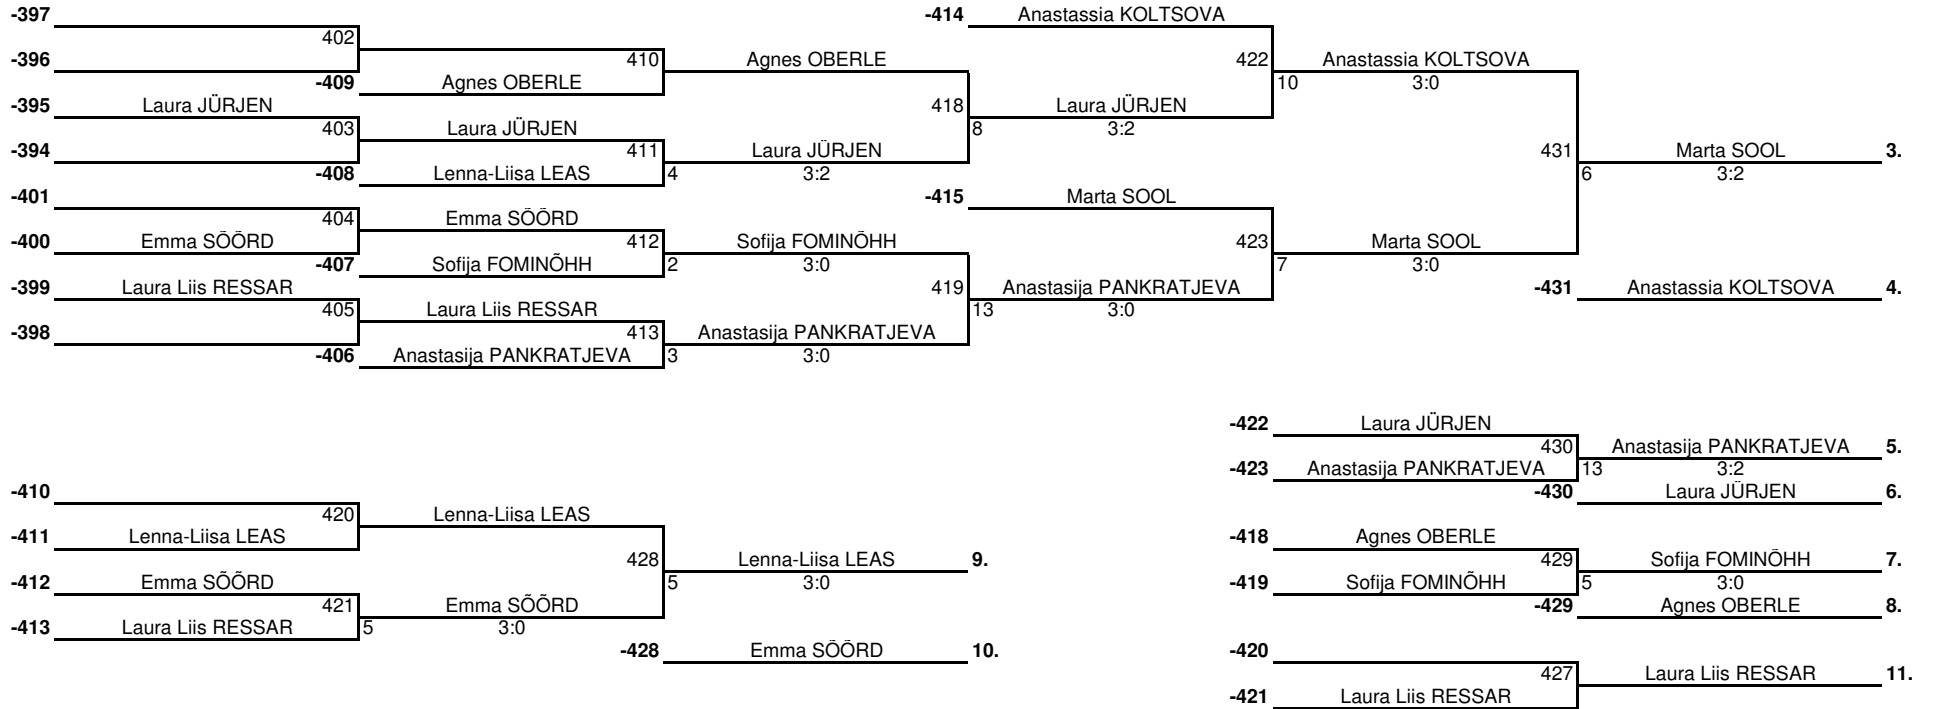 -397 -414 Anastassia KOLTSOVA
402
-396 410 Agnes OBERLE 422 Anastassia KOLTSOVA
-409 Agnes OBERLE 10 3:0
-395 Laura JÜRJEN 418 Laura JÜRJEN
403 Laura JÜRJEN 8 3:2
-394 411 Laura JÜRJEN 431 Marta SOOL 3.
-408 Lenna-Liisa LEAS 4 3:2 6 3:2
-401 -415 Marta SOOL
404 Emma SÕÕRD
-400 Emma SÕÕRD 412 Sofija FOMINÕHH 423 Marta SOOL
-407 Sofija FOMINÕHH 2 3:0 7 3:0
-399 Laura Liis RESSAR 419 Anastasija PANKRATJEVA -431 Anastassia KOLTSOVA 4.
405 Laura Liis RESSAR 13 3:0
-398 413 Anastasija PANKRATJEVA
-406 Anastasija PANKRATJEVA 3 3:0
-422 Laura JÜRJEN
430 Anastasija PANKRATJEVA 5.
-423 Anastasija PANKRATJEVA 13 3:2
-410 -430 Laura JÜRJEN 6.
420 Lenna-Liisa LEAS
-411 Lenna-Liisa LEAS -418 Agnes OBERLE
428 Lenna-Liisa LEAS 9. 429 Sofija FOMINÕHH 7.
-412 Emma SÕÕRD 5 3:0 -419 Sofija FOMINÕHH 5 3:0
421 Emma SÕÕRD -429 Agnes OBERLE 8.
-413 Laura Liis RESSAR 5 3:0
-428 Emma SÕÕRD 10. -420
427 Laura Liis RESSAR 11.
-421 Laura Liis RESSAR